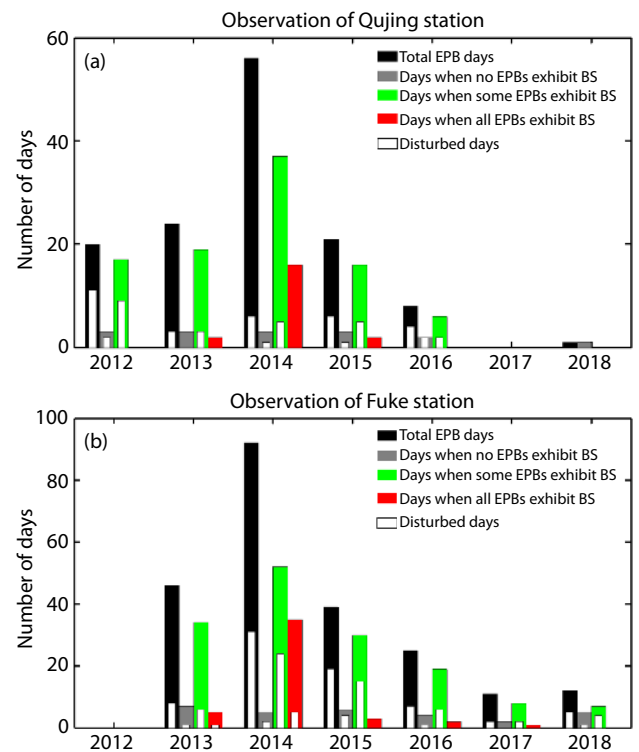 Observation of Qujing station
(a)
Total EPB days
Days when no EPBs exhibit BS
Days when some EPBs exhibit BS
Days when all EPBs exhibit BS
Disturbed days
Number of days
60
40
20
0
2012 2013 2014 2015 2016 2017 2018
Observation of Fuke station
(b)
Total EPB days
Days when no EPBs exhibit BS
Days when some EPBs exhibit BS
Days when all EPBs exhibit BS
Disturbed days
Number of days
100
80
60
40
20
0
2012 2013 2014 2015 2016 2017 2018